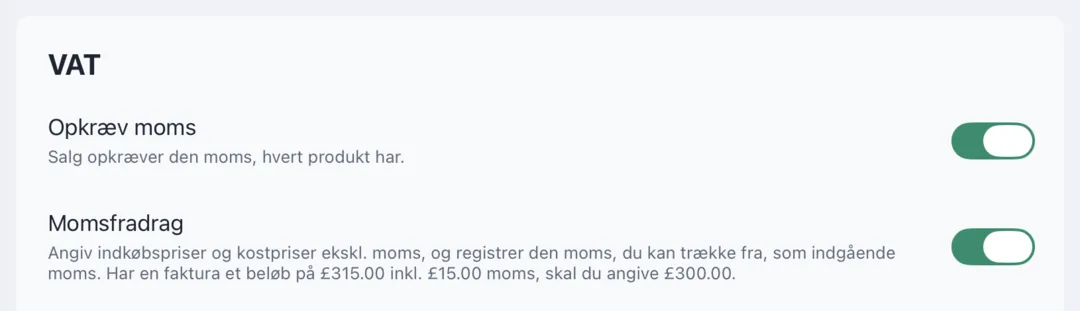 VAT
Opkræv moms
Salg opkræver den moms, hvert produkt har.
Momsfradrag
Angiv indkøbspriser og kostpriser ekskl. moms, og registrer den moms, du kan trække fra, som indgående
moms. Har en faktura et beløb på £315.00 inkl. £15.00 moms, skal du angive £300.00.